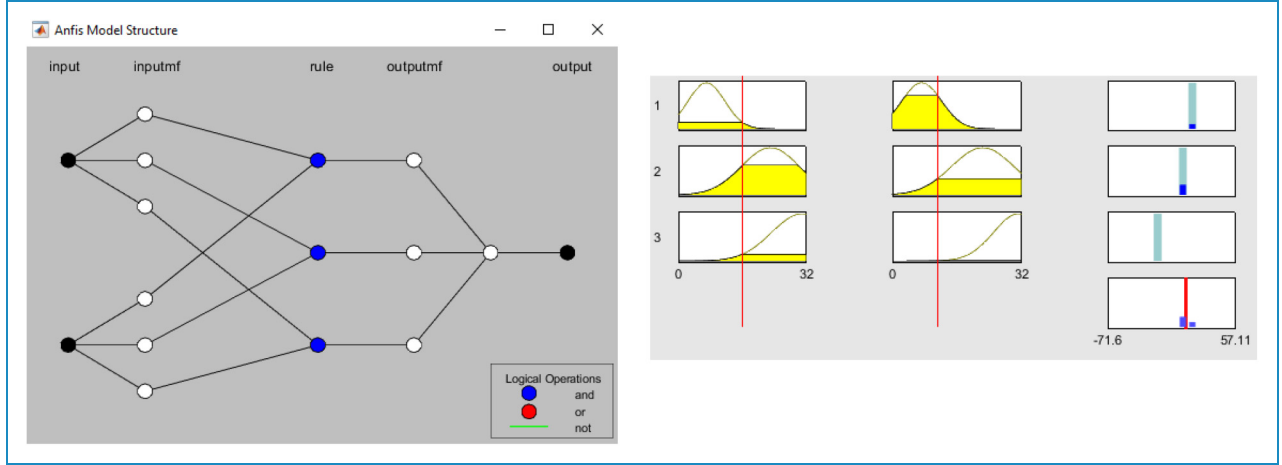 Anfis Model Structure
input inputmf rule outputmf output
Logical Operations
and
or
not
1
2
3
0 32 0 32
-71.6 57.11